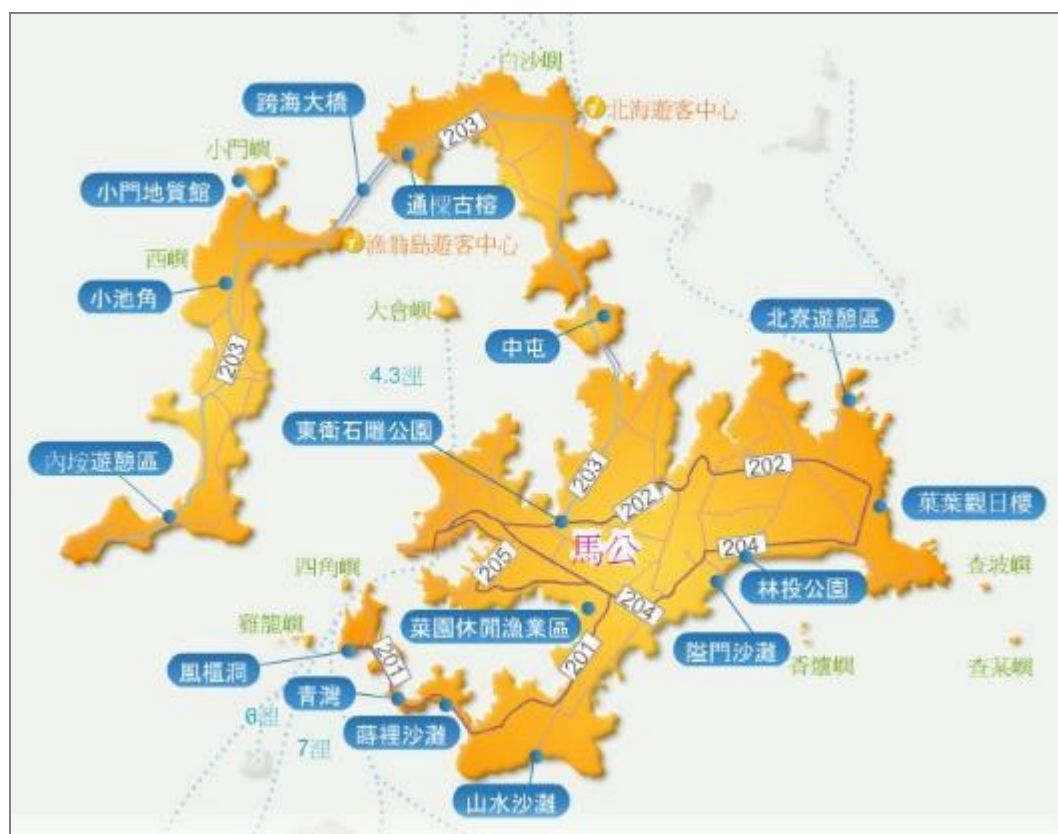 白沙嶼
跨海大橋
北海遊客中心
203
小門嶼
小門地質館
通樑古榕
漁翁島遊客中心
西嶼
小池角
大倉嶼
北寮遊憩區
中屯
203
4.3浬
東衛石雕公園
內垵遊憩區
202
203
202
菓葉觀日樓
馬公
204
205
四角嶼
林投公園
查坡嶼
204
菜園休閒漁業區
雞籠嶼
隘門沙灘
香爐嶼
查某嶼
風櫃洞
201
201
青灣
6浬
蒔裡沙灘
7浬
山水沙灘